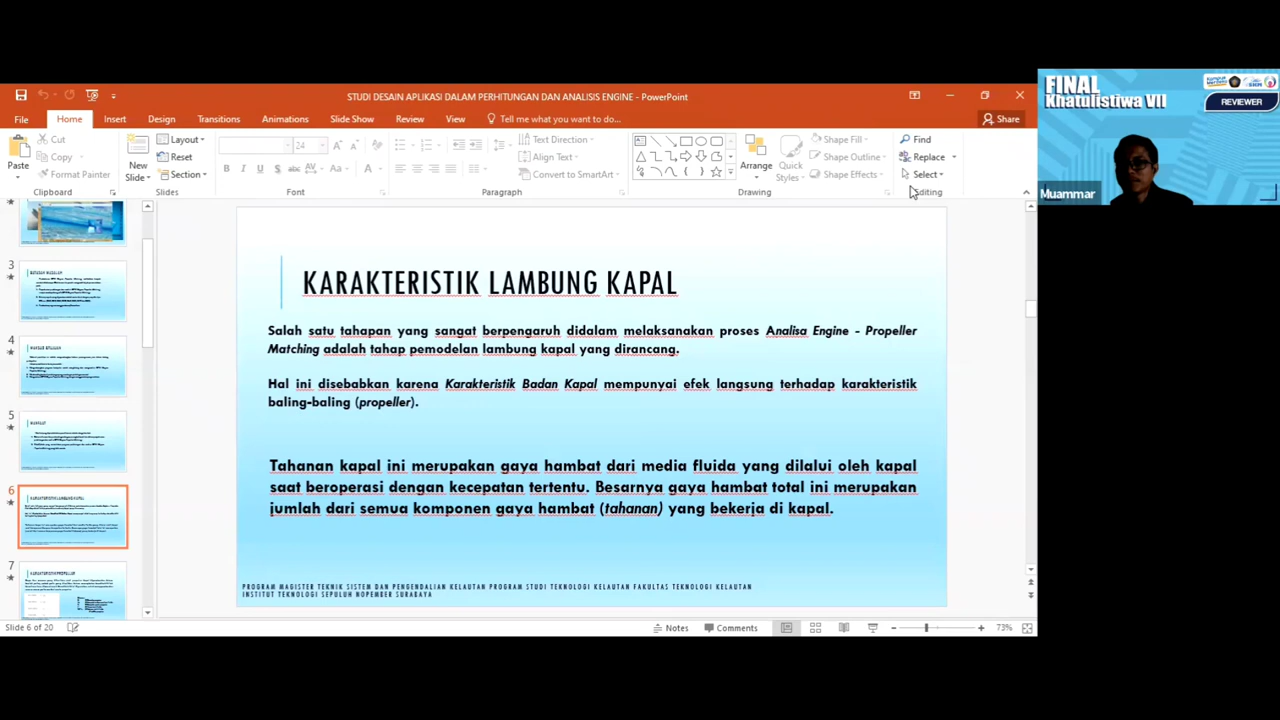 STUDI DESAIN APLIKASI DALAM PERHITUNGAN DAN ANALISIS ENGINE - PowerPoint
File Home Insert Design Transitions Animations Slide Show Review View Tell me what you want to do... Share
Paste
Cut
Copy
Format Painter
Clipboard
New
Slide
Layout
Reset
Section
Slides
24
Font
Text Direction
Align Text
Convert to SmartArt
Paragraph
Arrange
Quick
Styles
Shape Fill
Shape Outline
Shape Effects
Drawing
Find
Replace
Select
Editing
FINAL
Khatulistiwa VII
REVIEWER
Muammar
3
4
5
6
7
KARAKTERISTIK LAMBUNG KAPAL
Salah satu tahapan yang sangat berpengaruh didalam melaksanakan proses Analisa Engine - Propeller
Matching adalah tahap pemodelan lambung kapal yang dirancang.
Hal ini disebabkan karena Karakteristik Badan Kapal mempunyai efek langsung terhadap karakteristik
baling-baling (propeller).
Tahanan kapal ini merupakan gaya hambat dari media fluida yang dilalui oleh kapal
saat beroperasi dengan kecepatan tertentu. Besarnya gaya hambat total ini merupakan
jumlah dari semua komponen gaya hambat (tahanan) yang bekerja di kapal.
PROGRAM MAGISTER TEKNIK SISTEM DAN PENGENDALIAN KELAUTAN PROGRAM STUDI TEKNOLOGI KELAUTAN FAKULTAS TEKNOLOGI KELAUTAN
INSTITUT TEKNOLOGI SEPULUH NOPEMBER SURABAYA
Slide 6 of 20
Notes
Comments
73%